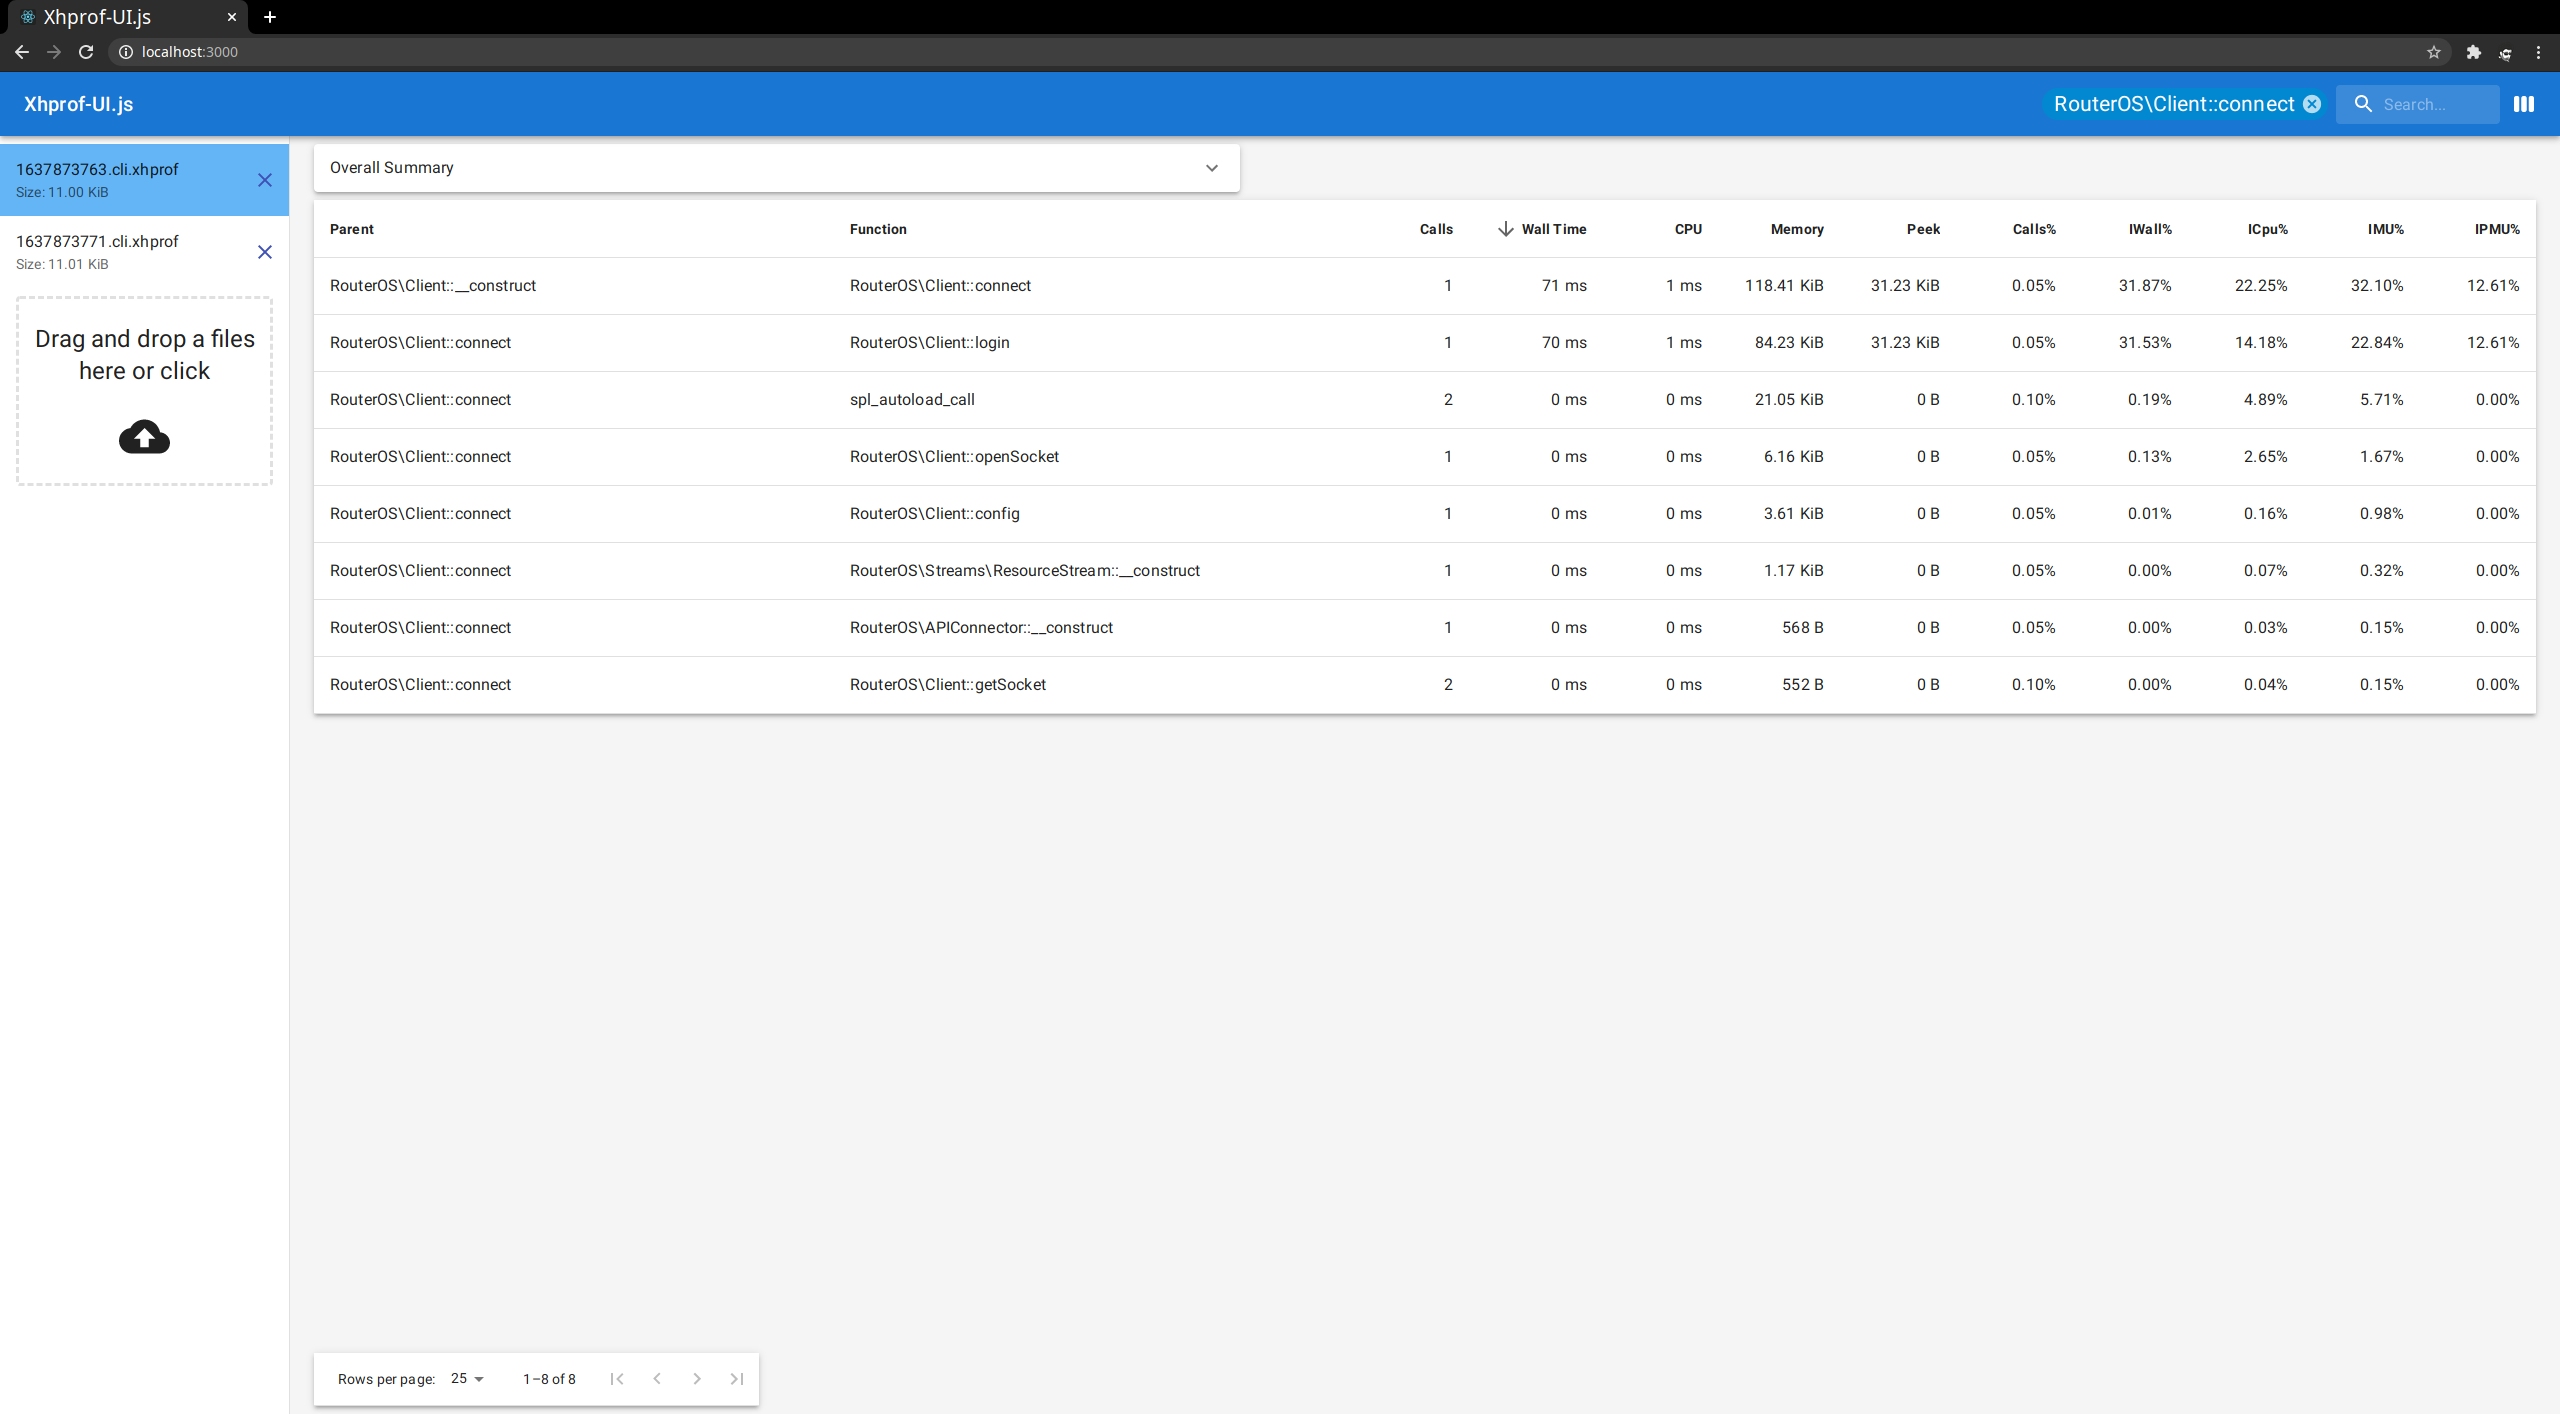 Xhprof-UI.js
localhost:3000
Xhprof-UI.js
RouterOS\Client::connect
Search...
1637873763.cli.xhprof
Size: 11.00 KiB
1637873771.cli.xhprof
Size: 11.01 KiB
Drag and drop a files
here or click
Overall Summary
Parent Function Calls Wall Time CPU Memory Peek Calls% IWall% ICpu% IMU% IPMU%
RouterOS\Client::__construct RouterOS\Client::connect 1 71 ms 1 ms 118.41 KiB 31.23 KiB 0.05% 31.87% 22.25% 32.10% 12.61%
RouterOS\Client::connect RouterOS\Client::login 1 70 ms 1 ms 84.23 KiB 31.23 KiB 0.05% 31.53% 14.18% 22.84% 12.61%
RouterOS\Client::connect spl_autoload_call 2 0 ms 0 ms 21.05 KiB 0 B 0.10% 0.19% 4.89% 5.71% 0.00%
RouterOS\Client::connect RouterOS\Client::openSocket 1 0 ms 0 ms 6.16 KiB 0 B 0.05% 0.13% 2.65% 1.67% 0.00%
RouterOS\Client::connect RouterOS\Client::config 1 0 ms 0 ms 3.61 KiB 0 B 0.05% 0.01% 0.16% 0.98% 0.00%
RouterOS\Client::connect RouterOS\Streams\ResourceStream::__construct 1 0 ms 0 ms 1.17 KiB 0 B 0.05% 0.00% 0.07% 0.32% 0.00%
RouterOS\Client::connect RouterOS\APIConnector::__construct 1 0 ms 0 ms 568 B 0 B 0.05% 0.00% 0.03% 0.15% 0.00%
RouterOS\Client::connect RouterOS\Client::getSocket 2 0 ms 0 ms 552 B 0 B 0.10% 0.00% 0.04% 0.15% 0.00%
Rows per page: 25 1–8 of 8